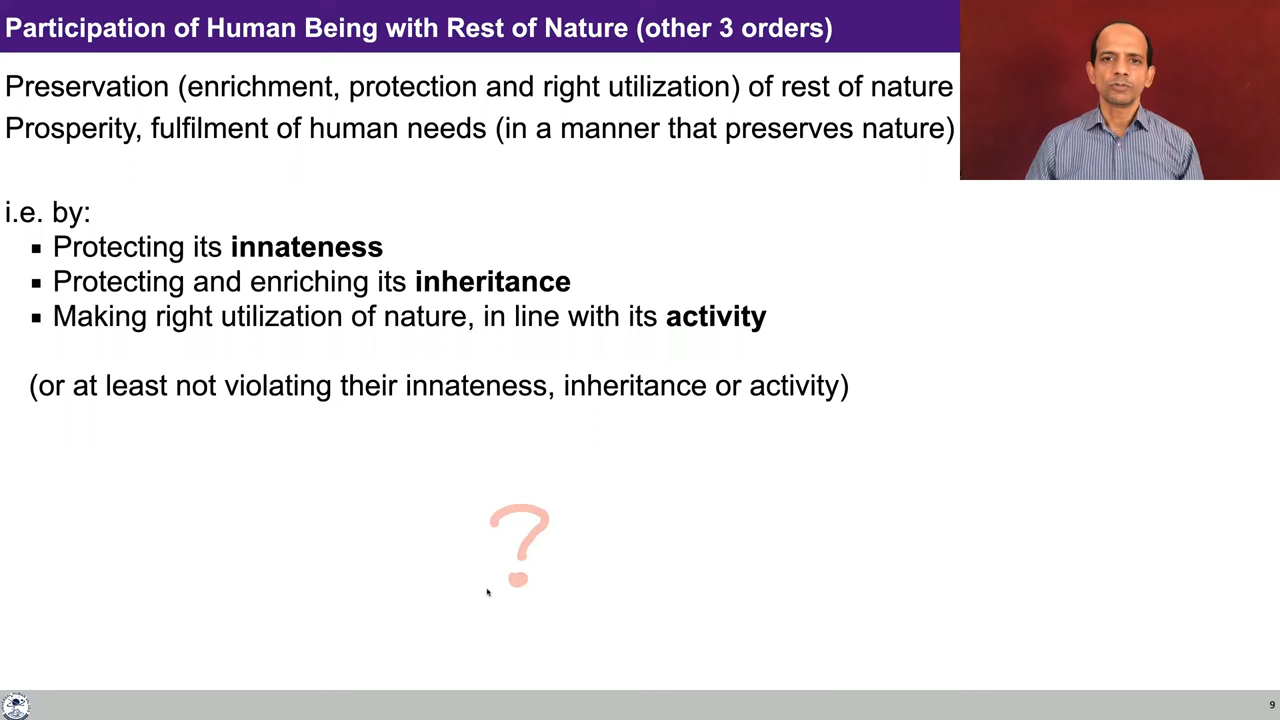 Participation of Human Being with Rest of Nature (other 3 orders)
Preservation (enrichment, protection and right utilization) of rest of nature
Prosperity, fulfilment of human needs (in a manner that preserves nature)
i.e. by:
▪ Protecting its innateness
▪ Protecting and enriching its inheritance
▪ Making right utilization of nature, in line with its activity
(or at least not violating their innateness, inheritance or activity)
?
9